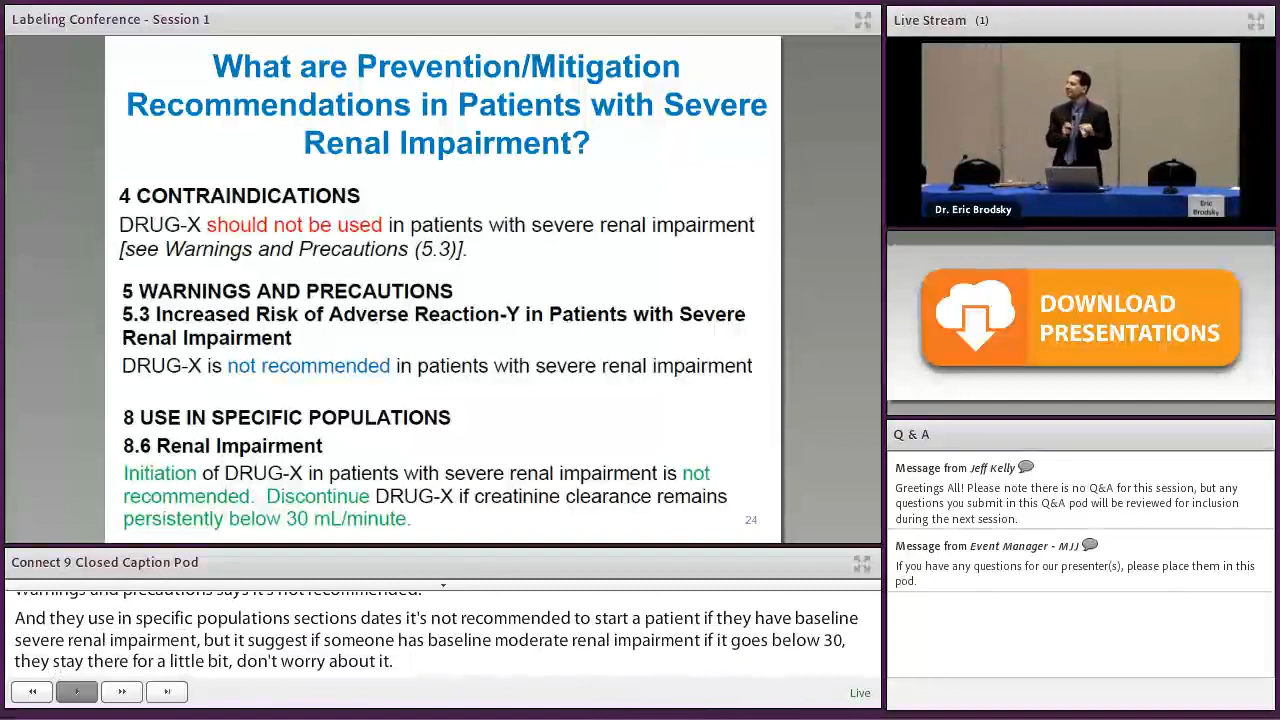 Labeling Conference - Session 1
What are Prevention/Mitigation
Recommendations in Patients with Severe
Renal Impairment?
4 CONTRAINDICATIONS
DRUG-X should not be used in patients with severe renal impairment
[see Warnings and Precautions (5.3)].
5 WARNINGS AND PRECAUTIONS
5.3 Increased Risk of Adverse Reaction-Y in Patients with Severe
Renal Impairment
DRUG-X is not recommended in patients with severe renal impairment
8 USE IN SPECIFIC POPULATIONS
8.6 Renal Impairment
Initiation of DRUG-X in patients with severe renal impairment is not
recommended. Discontinue DRUG-X if creatinine clearance remains
persistently below 30 mL/minute.
24
Connect 9 Closed Caption Pod
warnings and precautions says it's not recommended.
And they use in specific populations sections dates it's not recommended to start a patient if they have baseline
severe renal impairment, but it suggest if someone has baseline moderate renal impairment if it goes below 30,
they stay there for a little bit, don't worry about it.
Live
Live Stream (1)
Dr. Eric Brodsky
Eric
Brodsky
DOWNLOAD
PRESENTATIONS
Q & A
Message from Jeff Kelly
Greetings All! Please note there is no Q&A for this session, but any
questions you submit in this Q&A pod will be reviewed for inclusion
during the next session.
Message from Event Manager - MJJ
If you have any questions for our presenter(s), please place them in this
pod.